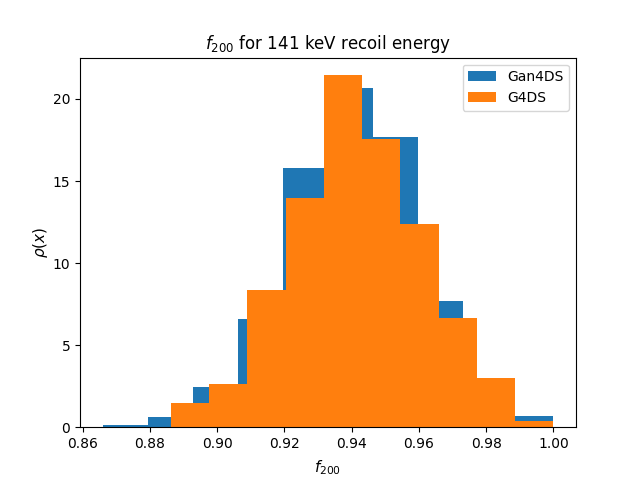 f₂₀₀ for 141 keV recoil energy
Gan4DS
G4DS
ρ(x)
20
15
10
5
0
0.86 0.88 0.90 0.92 0.94 0.96 0.98 1.00
f₂₀₀